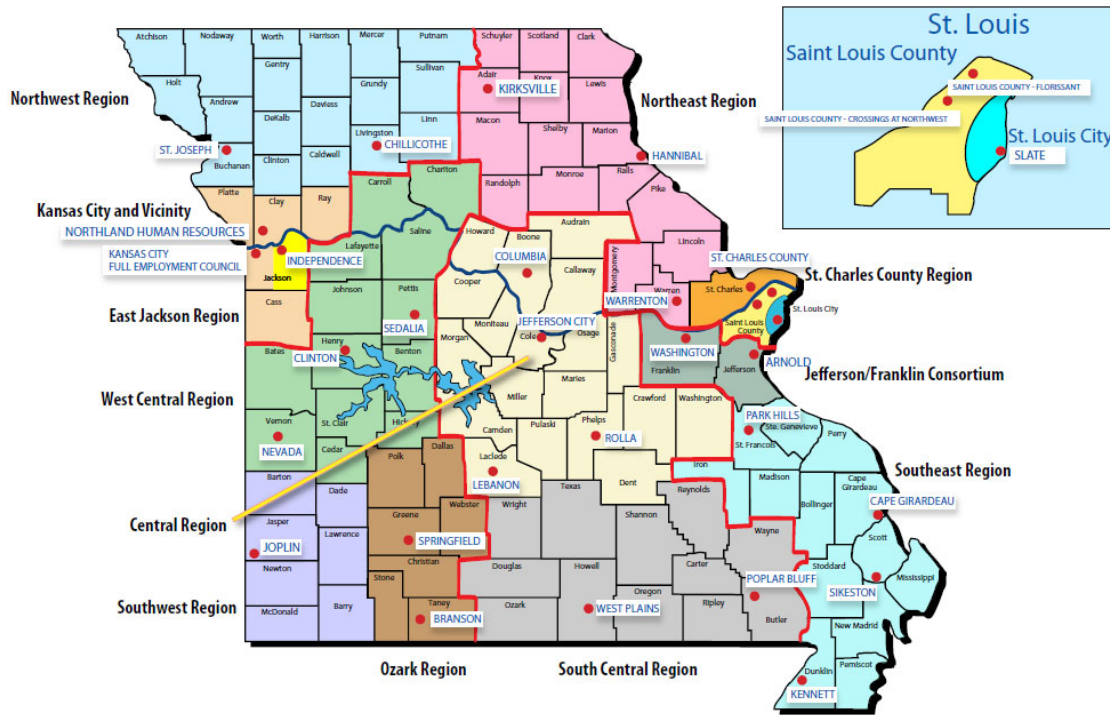 St. Louis
Saint Louis County
SAINT LOUIS COUNTY - FLORISSANT
SAINT LOUIS COUNTY - CROSSINGS AT NORTHWEST
St. Louis City
SLATE
Northwest Region
Atchison
Nodaway
Worth
Harrison
Mercer
Putnam
Schuyler
Scotland
Clark
Gentry
Sullivan
Adair
Knox
Holt
Grundy
Lewis
KIRKSVILLE
Northeast Region
Andrew
Daviess
DeKalb
Macon
Linn
Livingston
Shelby
Marion
ST. JOSEPH
CHILLICOTHE
HANNIBAL
Buchanan
Clinton
Caldwell
Chariton
Carroll
Randolph
Monroe
Ralls
Pike
Platte
Clay
Ray
Kansas City and Vicinity
NORTHLAND HUMAN RESOURCES
Saline
Howard
Boone
Audrain
Lafayette
KANSAS CITY
FULL EMPLOYMENT COUNCIL
INDEPENDENCE
COLUMBIA
Callaway
Montgomery
Lincoln
ST. CHARLES COUNTY
St. Charles County Region
Jackson
Johnson
Pettis
Cooper
Warren
St. Charles
WARRENTON
Cass
East Jackson Region
SEDALIA
Moniteau
JEFFERSON CITY
Cole
Osage
Gasconade
Saint Louis
County
St. Louis City
Bates
Henry
CLINTON
Benton
Morgan
WASHINGTON
Franklin
Jefferson
ARNOLD
Jefferson/Franklin Consortium
West Central Region
Miller
Maries
Vernon
NEVADA
St. Clair
Hickory
Camden
Pulaski
Phelps
ROLLA
Crawford
Washington
PARK HILLS
Ste. Genevieve
St. Francois
Perry
Cedar
Polk
Dallas
Laclede
LEBANON
Dent
Iron
Madison
Southeast Region
Barton
Dade
Texas
Reynolds
Bollinger
Cape
Girardeau
CAPE GIRARDEAU
Central Region
Jasper
JOPLIN
Lawrence
Greene
Webster
SPRINGFIELD
Wright
Shannon
Wayne
Scott
Newton
Christian
Stone
Douglas
Howell
Carter
POPLAR BLUFF
Stoddard
SIKESTON
Mississippi
Southwest Region
McDonald
Barry
Taney
BRANSON
Ozark
WEST PLAINS
Oregon
Ripley
Butler
New Madrid
Ozark Region
South Central Region
Dunklin
Pemiscot
KENNETT